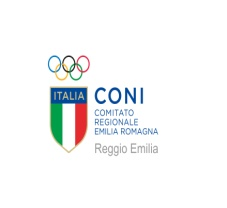 ITALIA
CONI
COMITATO
REGIONALE
EMILIA ROMAGNA
Reggio Emilia